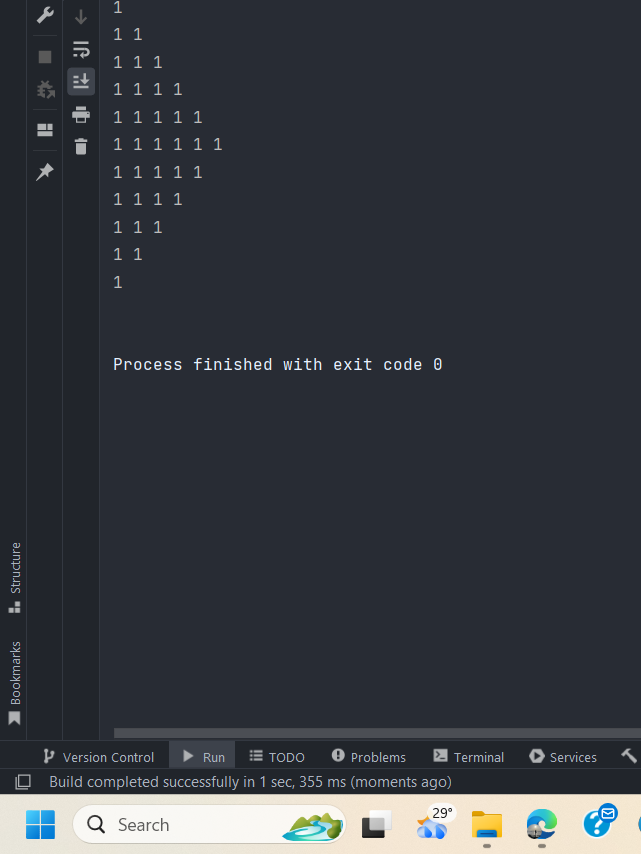 1
1 1
1 1 1
1 1 1 1
1 1 1 1 1
1 1 1 1 1 1
1 1 1 1 1
1 1 1 1
1 1 1
1 1
1
Process finished with exit code 0
Structure
Bookmarks
Version Control Run TODO Problems Terminal Services
Build completed successfully in 1 sec, 355 ms (moments ago)
Search 29°